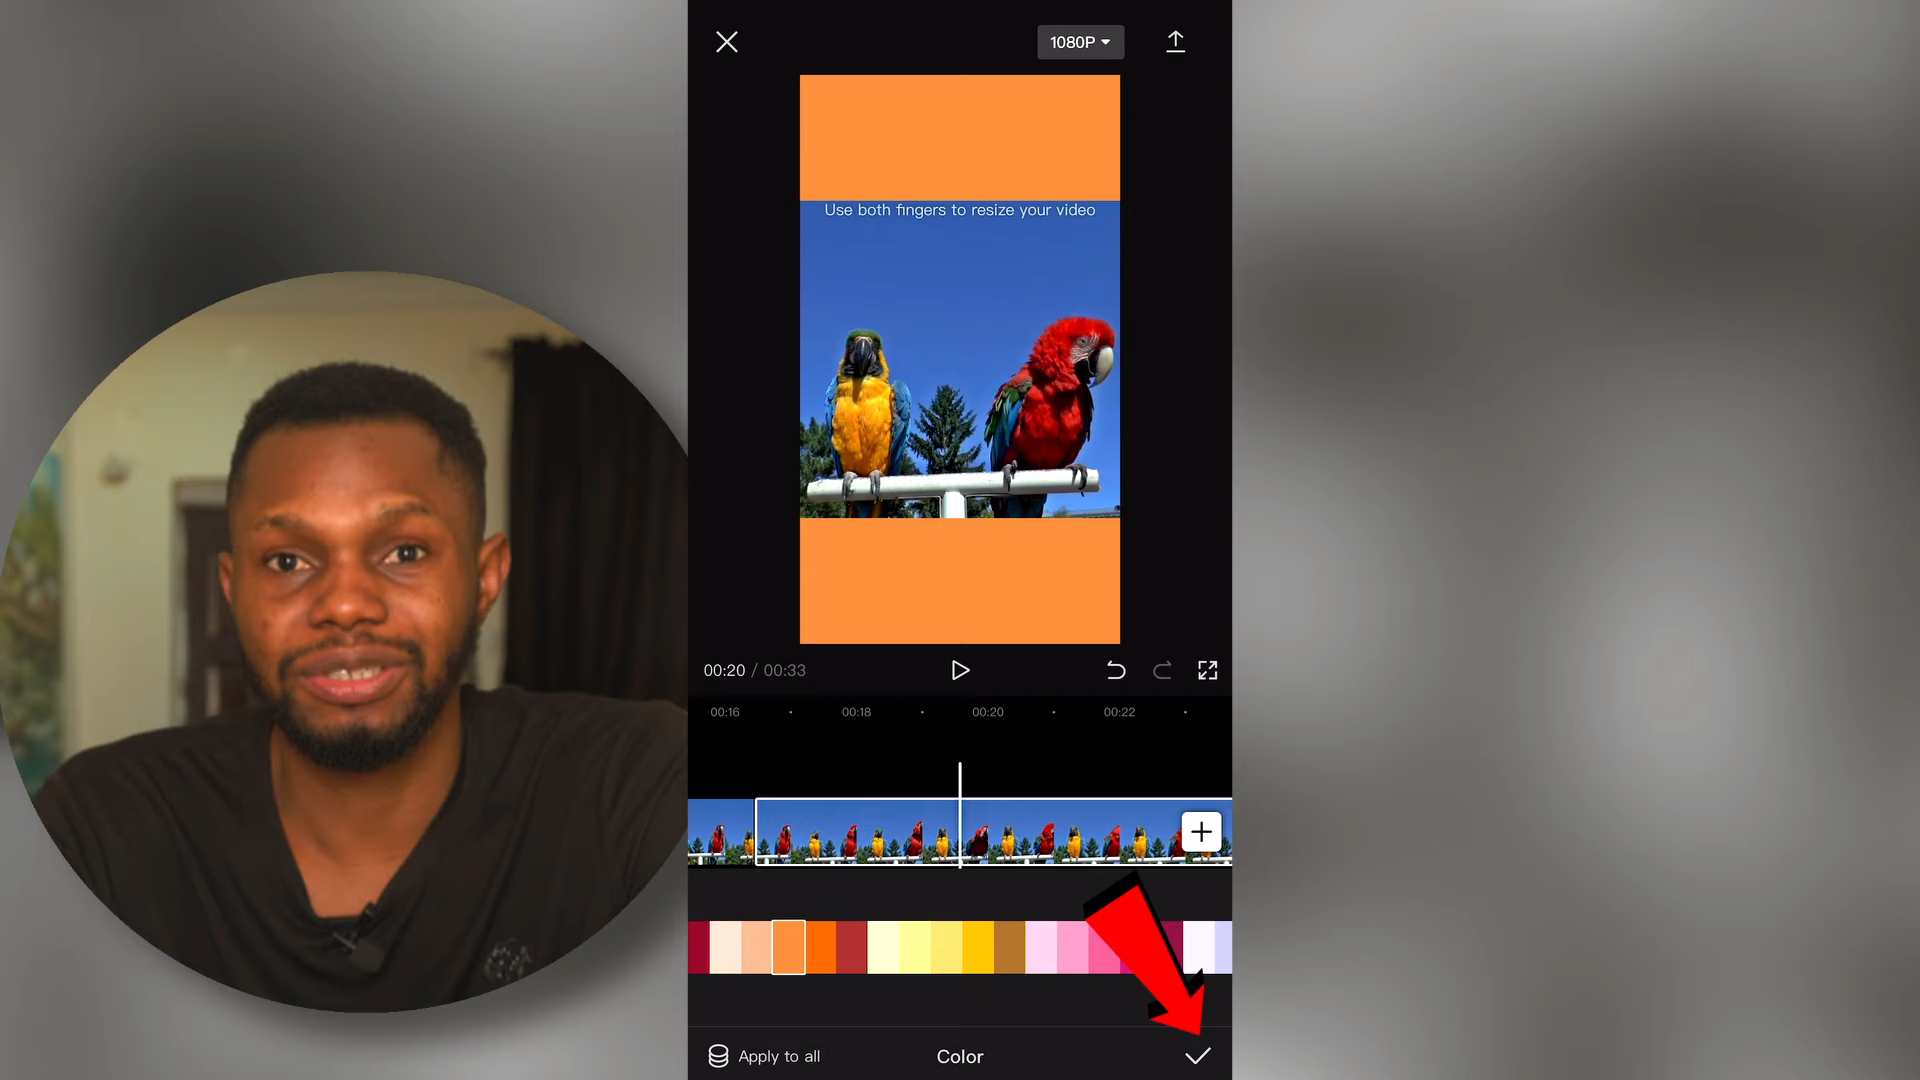 1080P
Use both fingers to resize your video
00:20 / 00:33
00:16 00:18 00:20 00:22
Apply to all
Color